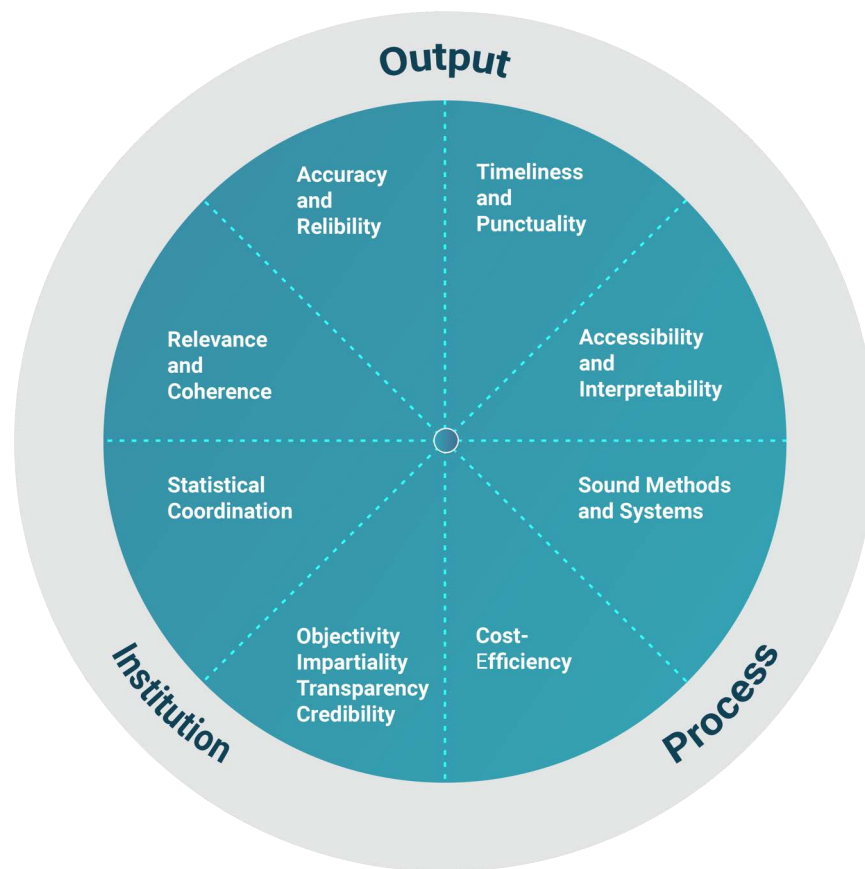 Output
Accuracy
and
Relibility
Timeliness
and
Punctuality
Relevance
and
Coherence
Accessibility
and
Interpretability
Statistical
Coordination
Sound Methods
and Systems
Objectivity
Impartiality
Transparency
Credibility
Cost-
Efficiency
Institution
Process